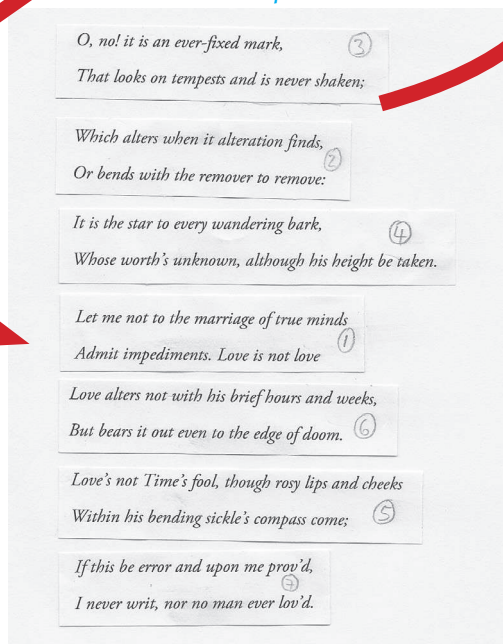 O, no! it is an ever-fixed mark,
③
That looks on tempests and is never shaken;
Which alters when it alteration finds,
②
Or bends with the remover to remove:
It is the star to every wandering bark,
④
Whose worth's unknown, although his height be taken.
Let me not to the marriage of true minds
①
Admit impediments. Love is not love
Love alters not with his brief hours and weeks,
But bears it out even to the edge of doom.
⑥
Love's not Time's fool, though rosy lips and cheeks
Within his bending sickle's compass come;
⑤
If this be error and upon me prov'd,
⑦
I never writ, nor no man ever lov'd.